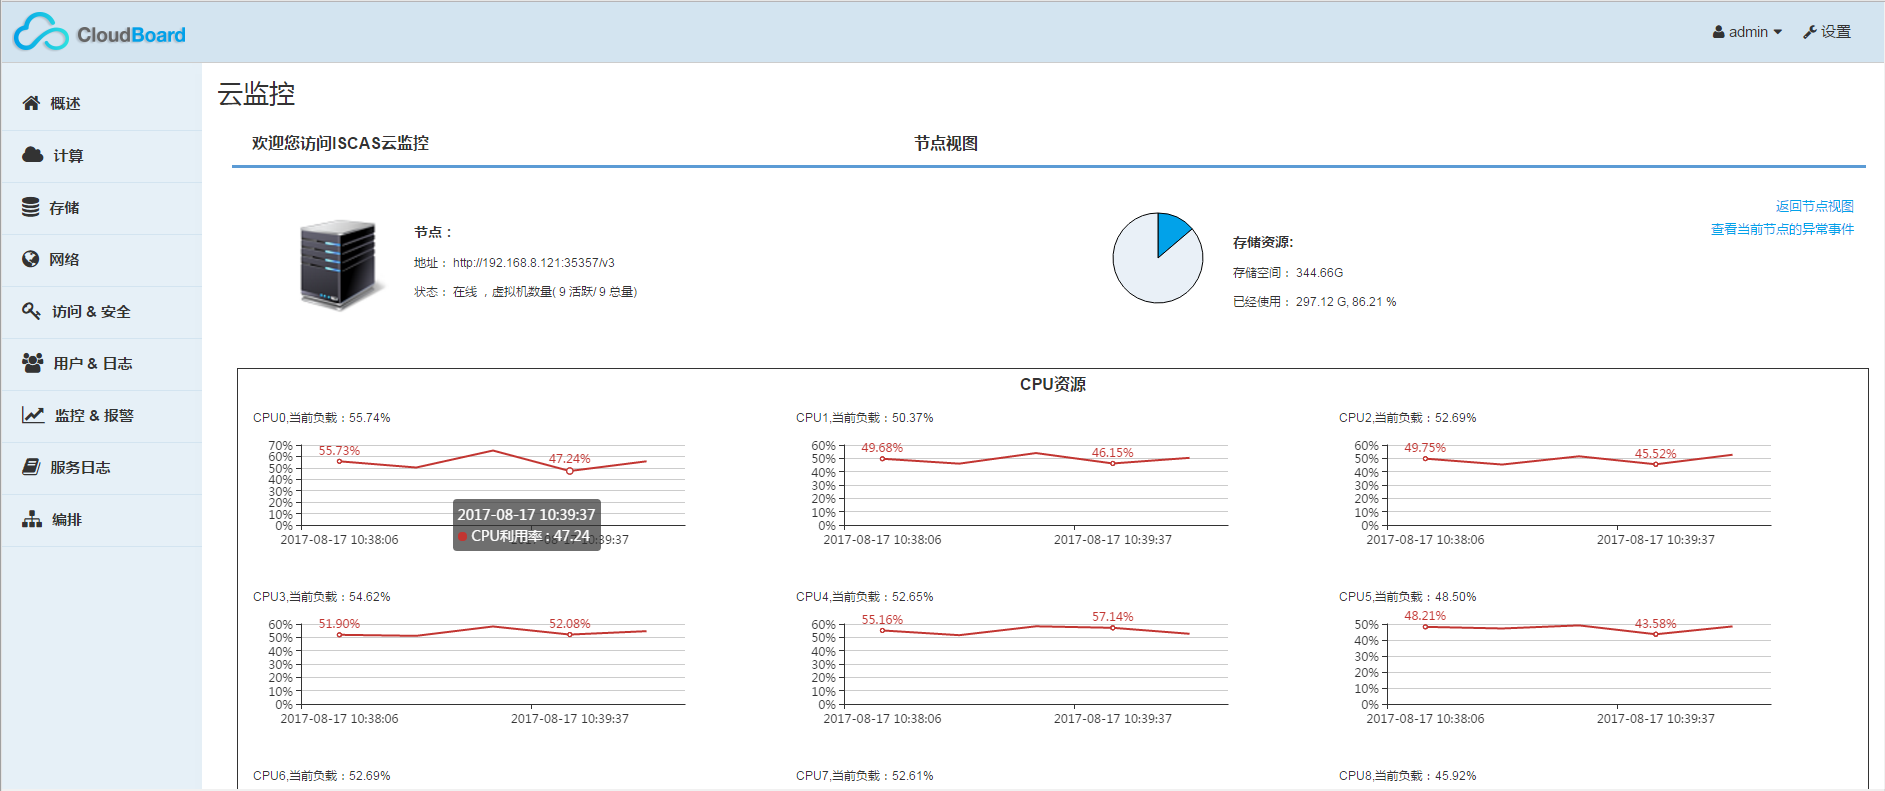 CloudBoard
admin
设置
概述
计算
存储
网络
访问 & 安全
用户 & 日志
监控 & 报警
服务日志
编排
云监控
欢迎您访问ISCAS云监控
节点视图
返回节点视图
查看当前节点的异常事件
节点：
地址： http://192.168.8.121:35357/v3
状态： 在线 ，虚拟机数量( 9 活跃/ 9 总量)
存储资源:
存储空间： 344.66G
已经使用： 297.12 G, 86.21 %
CPU资源
CPU0,当前负载：55.74%
70%
60%
50%
40%
30%
20%
10%
0%
55.73%
47.24%
2017-08-17 10:39:37
CPU利用率 : 47.24
2017-08-17 10:38:06
10:39:37
CPU1,当前负载：50.37%
60%
50%
40%
30%
20%
10%
0%
49.68%
46.15%
2017-08-17 10:38:06
2017-08-17 10:39:37
CPU2,当前负载：52.69%
60%
50%
40%
30%
20%
10%
0%
49.75%
45.52%
2017-08-17 10:38:06
2017-08-17 10:39:37
CPU3,当前负载：54.62%
60%
50%
40%
30%
20%
10%
0%
51.90%
52.08%
2017-08-17 10:38:06
2017-08-17 10:39:37
CPU4,当前负载：52.65%
60%
50%
40%
30%
20%
10%
0%
55.16%
57.14%
2017-08-17 10:38:06
2017-08-17 10:39:37
CPU5,当前负载：48.50%
50%
40%
30%
20%
10%
0%
48.21%
43.58%
2017-08-17 10:38:06
2017-08-17 10:39:37
CPU6,当前负载：52.69%
CPU7,当前负载：52.61%
CPU8,当前负载：45.92%